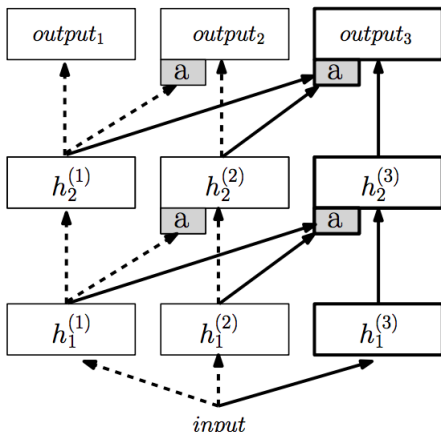 output₁ output₂ output₃
a a
h₂⁽¹⁾ h₂⁽²⁾ h₂⁽³⁾
a a
h₁⁽¹⁾ h₁⁽²⁾ h₁⁽³⁾
input